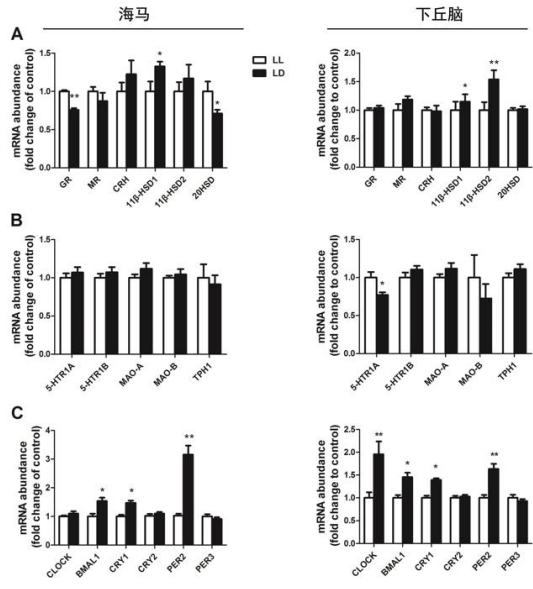 海马
下丘脑
A
mRNA abundance
(fold change of control)
1.5
1.0
0.5
0.0
*
**
*
LL
LD
GR
MR
CRH
11β-HSD1
11β-HSD2
20HSD
mRNA abundance
(fold change to control)
2.0
1.5
1.0
0.5
0.0
**
*
GR
MR
CRH
11β-HSD1
11β-HSD2
20HSD
B
mRNA abundance
(fold change of control)
1.5
1.0
0.5
0.0
5-HTR1A
5-HTR1B
MAO-A
MAO-B
TPH1
mRNA abundance
(fold change to control)
1.5
1.0
0.5
0.0
*
5-HTR1A
5-HTR1B
MAO-A
MAO-B
TPH1
C
mRNA abundance
(fold change of control)
4
3
2
1
0
**
*
*
CLOCK
BMAL1
CRY1
CRY2
PER2
PER3
mRNA abundance
(fold change to control)
2.5
2.0
1.5
1.0
0.5
0.0
**
*
*
**
CLOCK
BMAL1
CRY1
CRY2
PER2
PER3